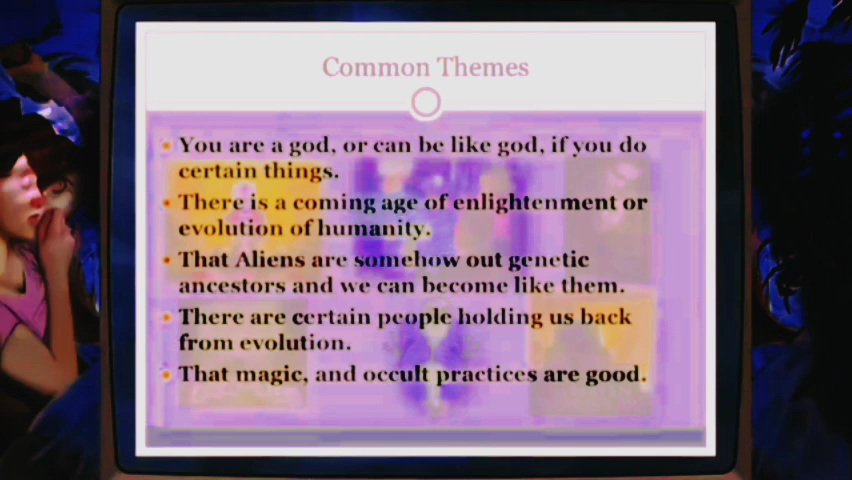 Common Themes
You are a god, or can be like god, if you do
certain things.
There is a coming age of enlightenment or
evolution of humanity.
That Aliens are somehow out genetic
ancestors and we can become like them.
There are certain people holding us back
from evolution.
That magic, and occult practices are good.